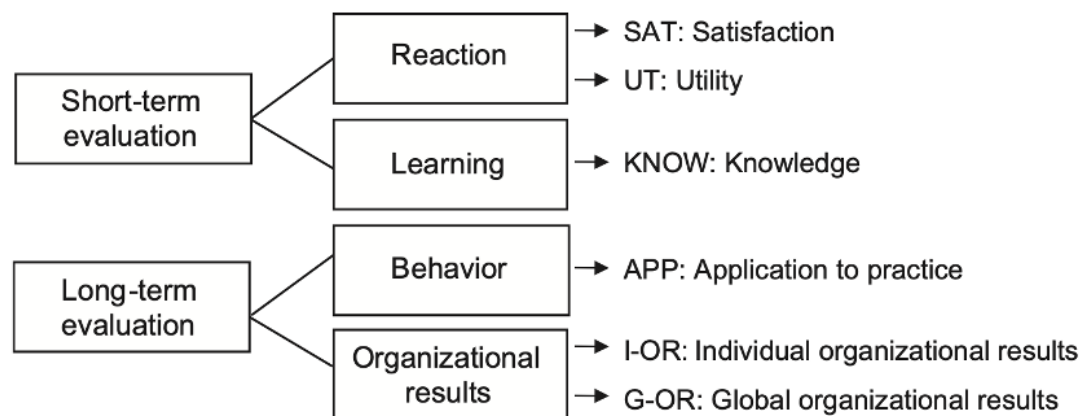 Short-term
evaluation
Reaction
SAT: Satisfaction
UT: Utility
Learning
KNOW: Knowledge
Long-term
evaluation
Behavior
APP: Application to practice
Organizational
results
I-OR: Individual organizational results
G-OR: Global organizational results